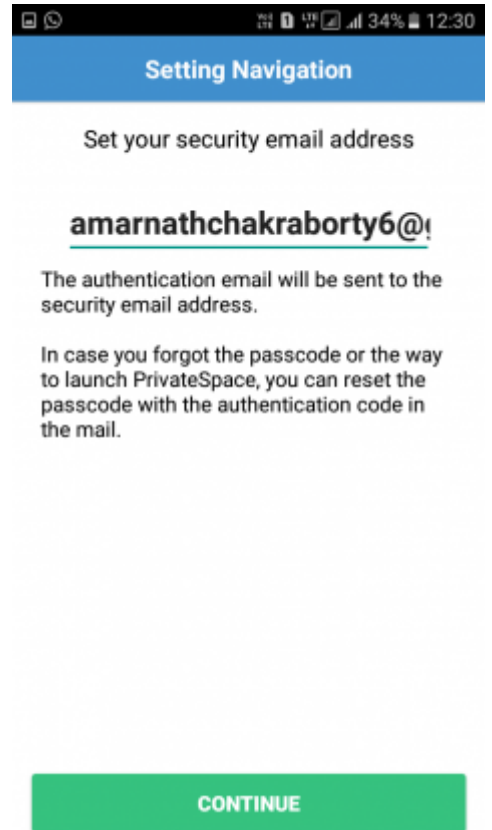 34% 12:30
Setting Navigation
Set your security email address
amarnathchakraborty6@
The authentication email will be sent to the
security email address.
In case you forgot the passcode or the way
to launch PrivateSpace, you can reset the
passcode with the authentication code in
the mail.
CONTINUE